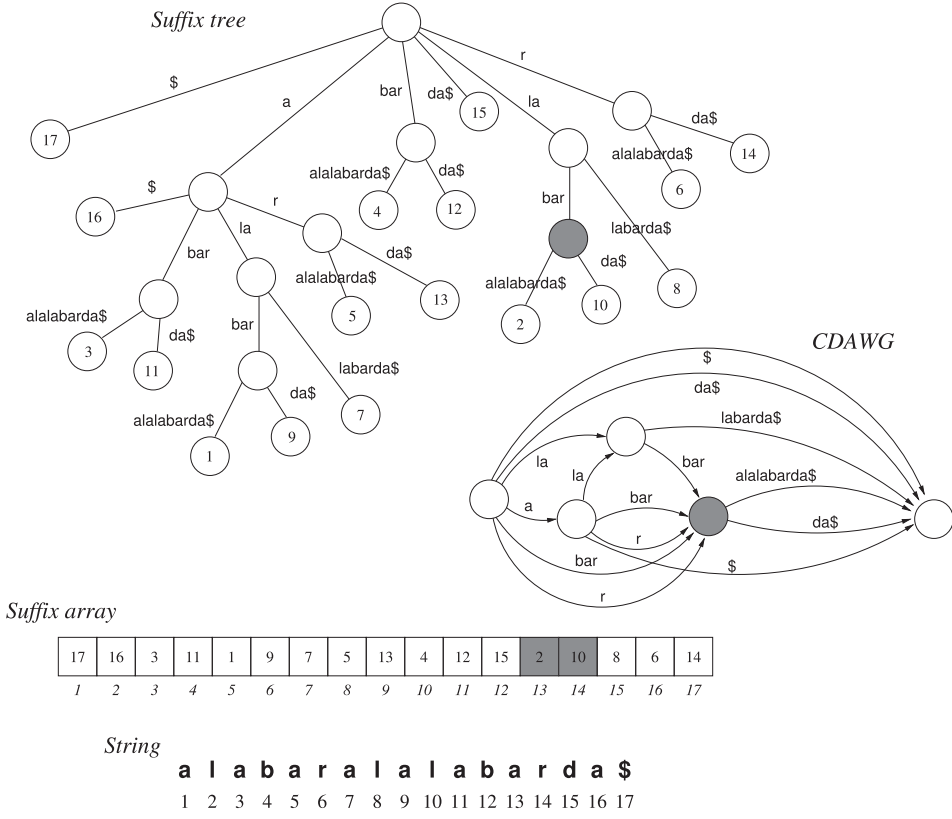 Suffix tree
r
$
a
bar
da$
la
da$
17
15
14
alalabarda$
6
alalabarda$
da$
4
12
$
r
16
bar
la
bar
labarda$
da$
alalabarda$
da$
alalabarda$
5
13
2
10
8
alalabarda$
da$
3
11
bar
labarda$
alalabarda$
da$
7
1
9
CDAWG
$
da$
labarda$
la
la
bar
alalabarda$
a
bar
r
da$
bar
$
r
Suffix array
17 16 3 11 1 9 7 5 13 4 12 15 2 10 8 6 14
1 2 3 4 5 6 7 8 9 10 11 12 13 14 15 16 17
String
a l a b a r a l a l a b a r d a $
1 2 3 4 5 6 7 8 9 10 11 12 13 14 15 16 17